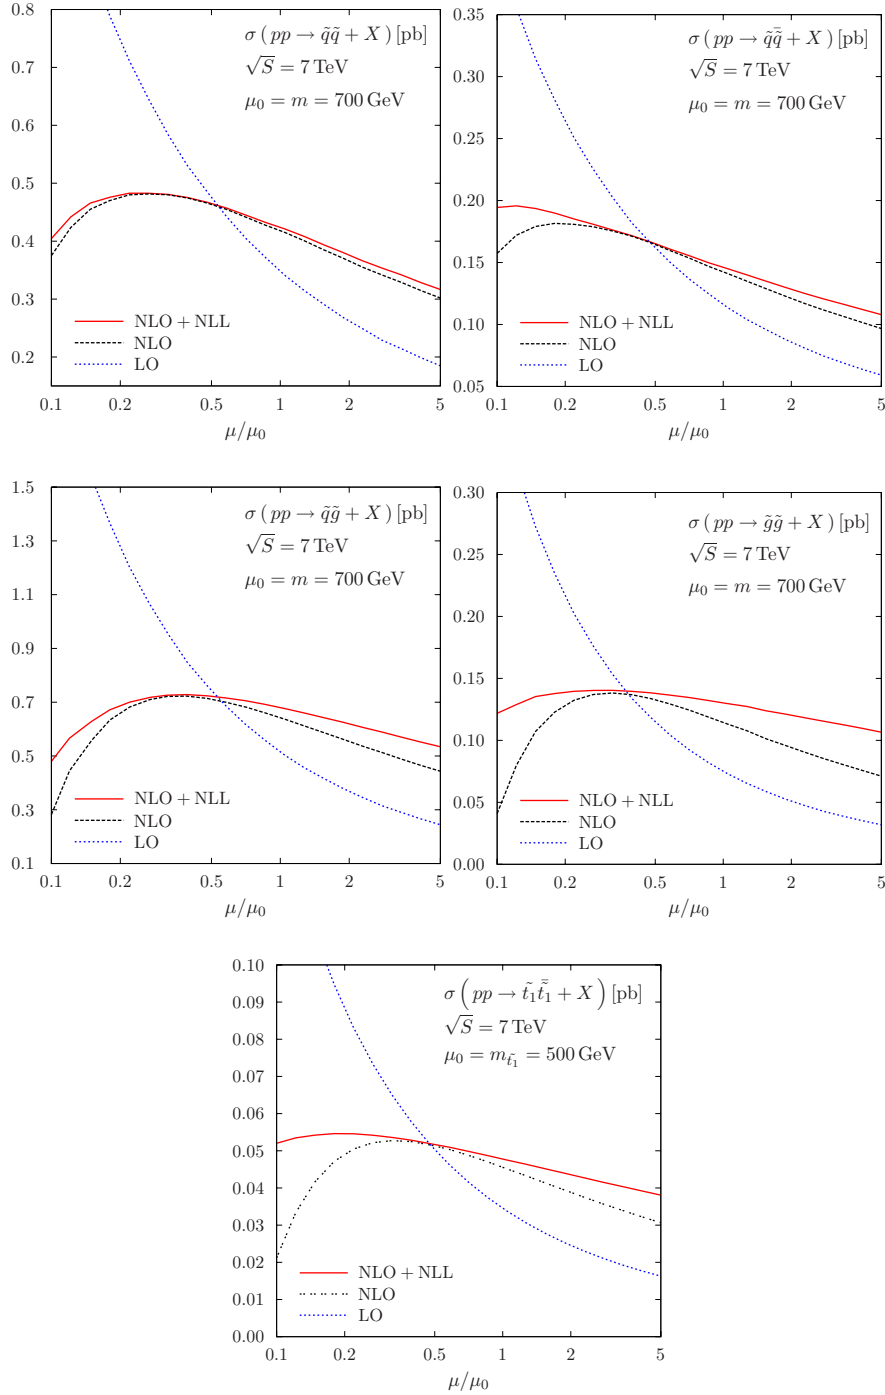 σ ( pp → q̃q̃ + X ) [pb]
√S = 7 TeV
μ₀ = m = 700 GeV
0.8
0.7
0.6
0.5
0.4
0.3
0.2
NLO + NLL
NLO
LO
0.1 0.2 0.5 1 2 5
μ/μ₀
σ ( pp → q̃q̃̄ + X ) [pb]
√S = 7 TeV
μ₀ = m = 700 GeV
0.35
0.30
0.25
0.20
0.15
0.10
0.05
NLO + NLL
NLO
LO
0.1 0.2 0.5 1 2 5
μ/μ₀
σ ( pp → q̃g̃ + X ) [pb]
√S = 7 TeV
μ₀ = m = 700 GeV
1.5
1.3
1.1
0.9
0.7
0.5
0.3
0.1
NLO + NLL
NLO
LO
0.1 0.2 0.5 1 2 5
μ/μ₀
σ ( pp → g̃g̃ + X ) [pb]
√S = 7 TeV
μ₀ = m = 700 GeV
0.30
0.25
0.20
0.15
0.10
0.05
0.00
NLO + NLL
NLO
LO
0.1 0.2 0.5 1 2 5
μ/μ₀
σ ( pp → t̃₁t̃̄₁ + X ) [pb]
√S = 7 TeV
μ₀ = m_t̃₁ = 500 GeV
0.10
0.09
0.08
0.07
0.06
0.05
0.04
0.03
0.02
0.01
0.00
NLO + NLL
NLO
LO
0.1 0.2 0.5 1 2 5
μ/μ₀